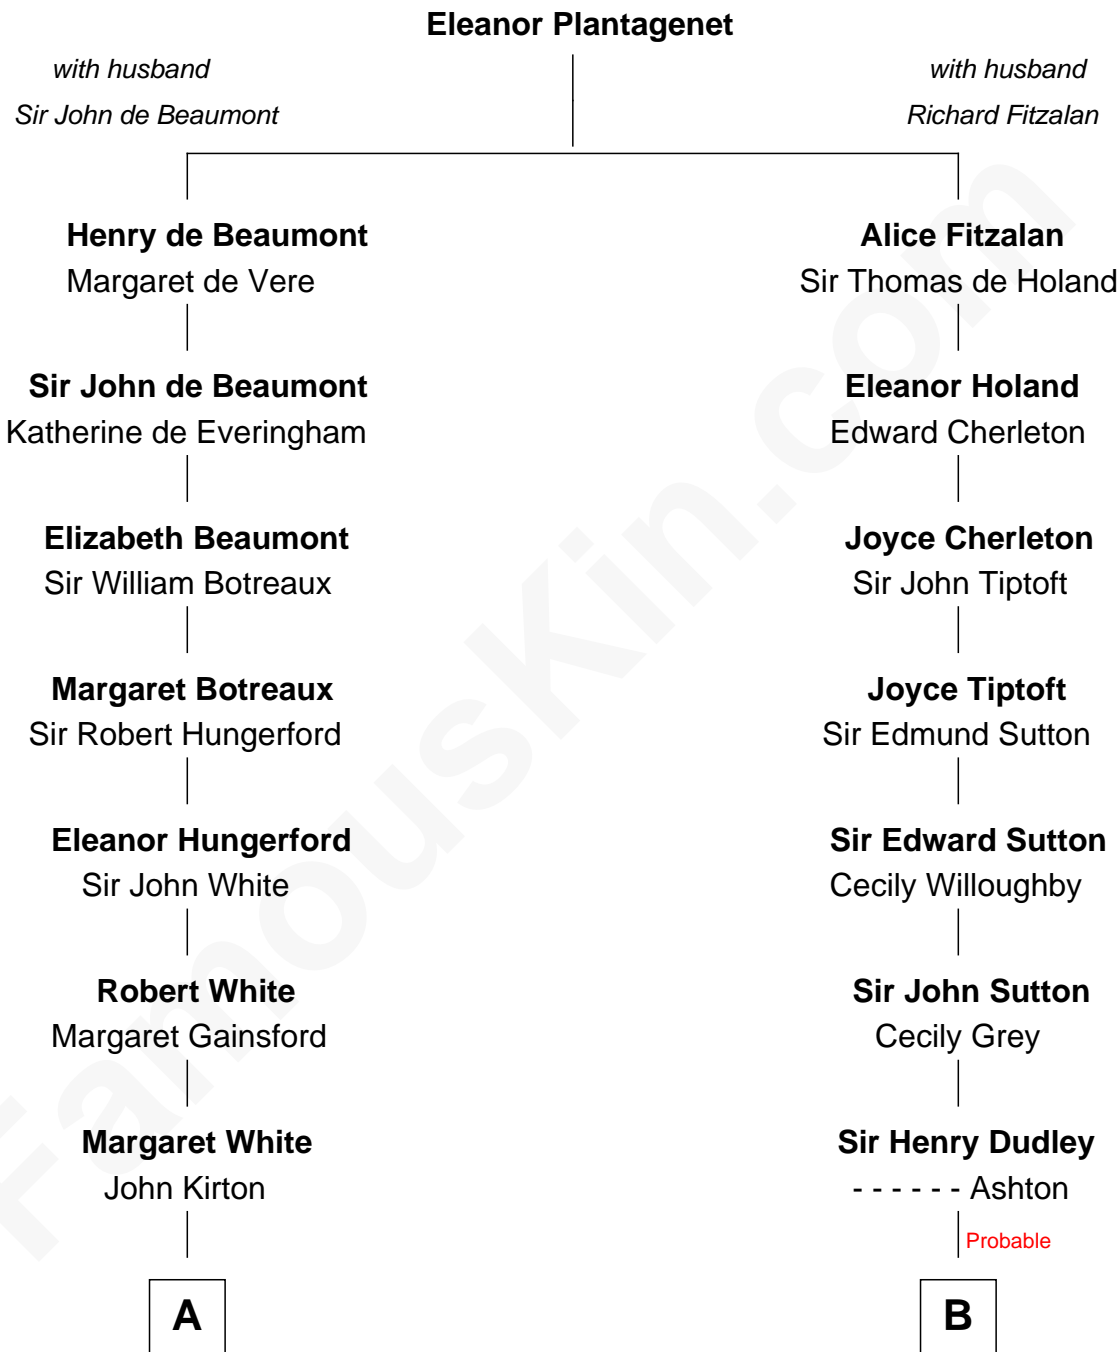 Eleanor Plantagenet
with husband
Sir John de Beaumont
with husband
Richard Fitzalan
Henry de Beaumont
Margaret de Vere
Alice Fitzalan
Sir Thomas de Holand
Sir John de Beaumont
Katherine de Everingham
Eleanor Holand
Edward Cherleton
Elizabeth Beaumont
Sir William Botreaux
Joyce Cherleton
Sir John Tiptoft
Margaret Botreaux
Sir Robert Hungerford
Joyce Tiptoft
Sir Edmund Sutton
Eleanor Hungerford
Sir John White
Sir Edward Sutton
Cecily Willoughby
Robert White
Margaret Gainsford
Sir John Sutton
Cecily Grey
Margaret White
John Kirton
Sir Henry Dudley
- - - - - - Ashton
Probable
A
B
FamousKin.com